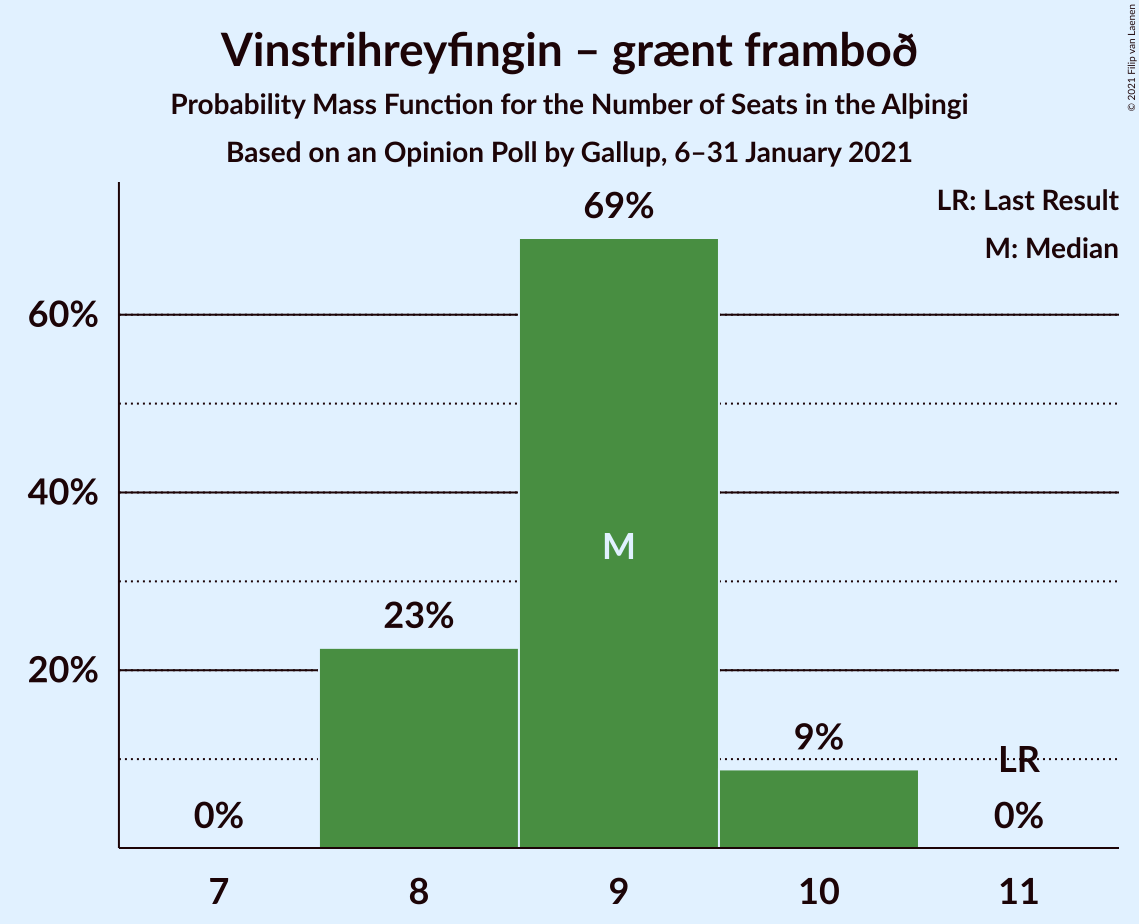 Vinstrihreyfingin – grænt framboð
Probability Mass Function for the Number of Seats in the Alþingi
Based on an Opinion Poll by Gallup, 6–31 January 2021
© 2021 Filip van Laenen
LR: Last Result
M: Median
69%
60%
40%
M
23%
20%
9%
LR
0%
0%
7
8
9
10
11